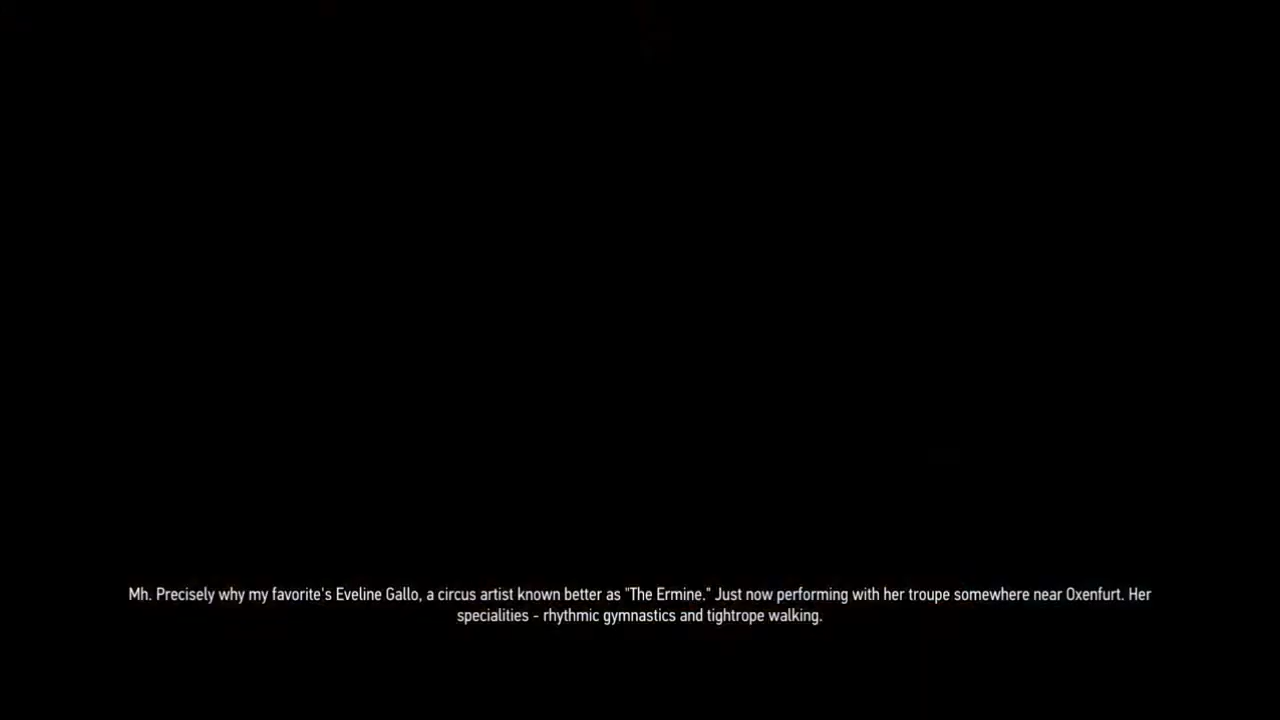 Mh. Precisely why my favorite's Eveline Gallo, a circus artist known better as "The Ermine." Just now performing with her troupe somewhere near Oxenfurt. Her
specialities - rhythmic gymnastics and tightrope walking.